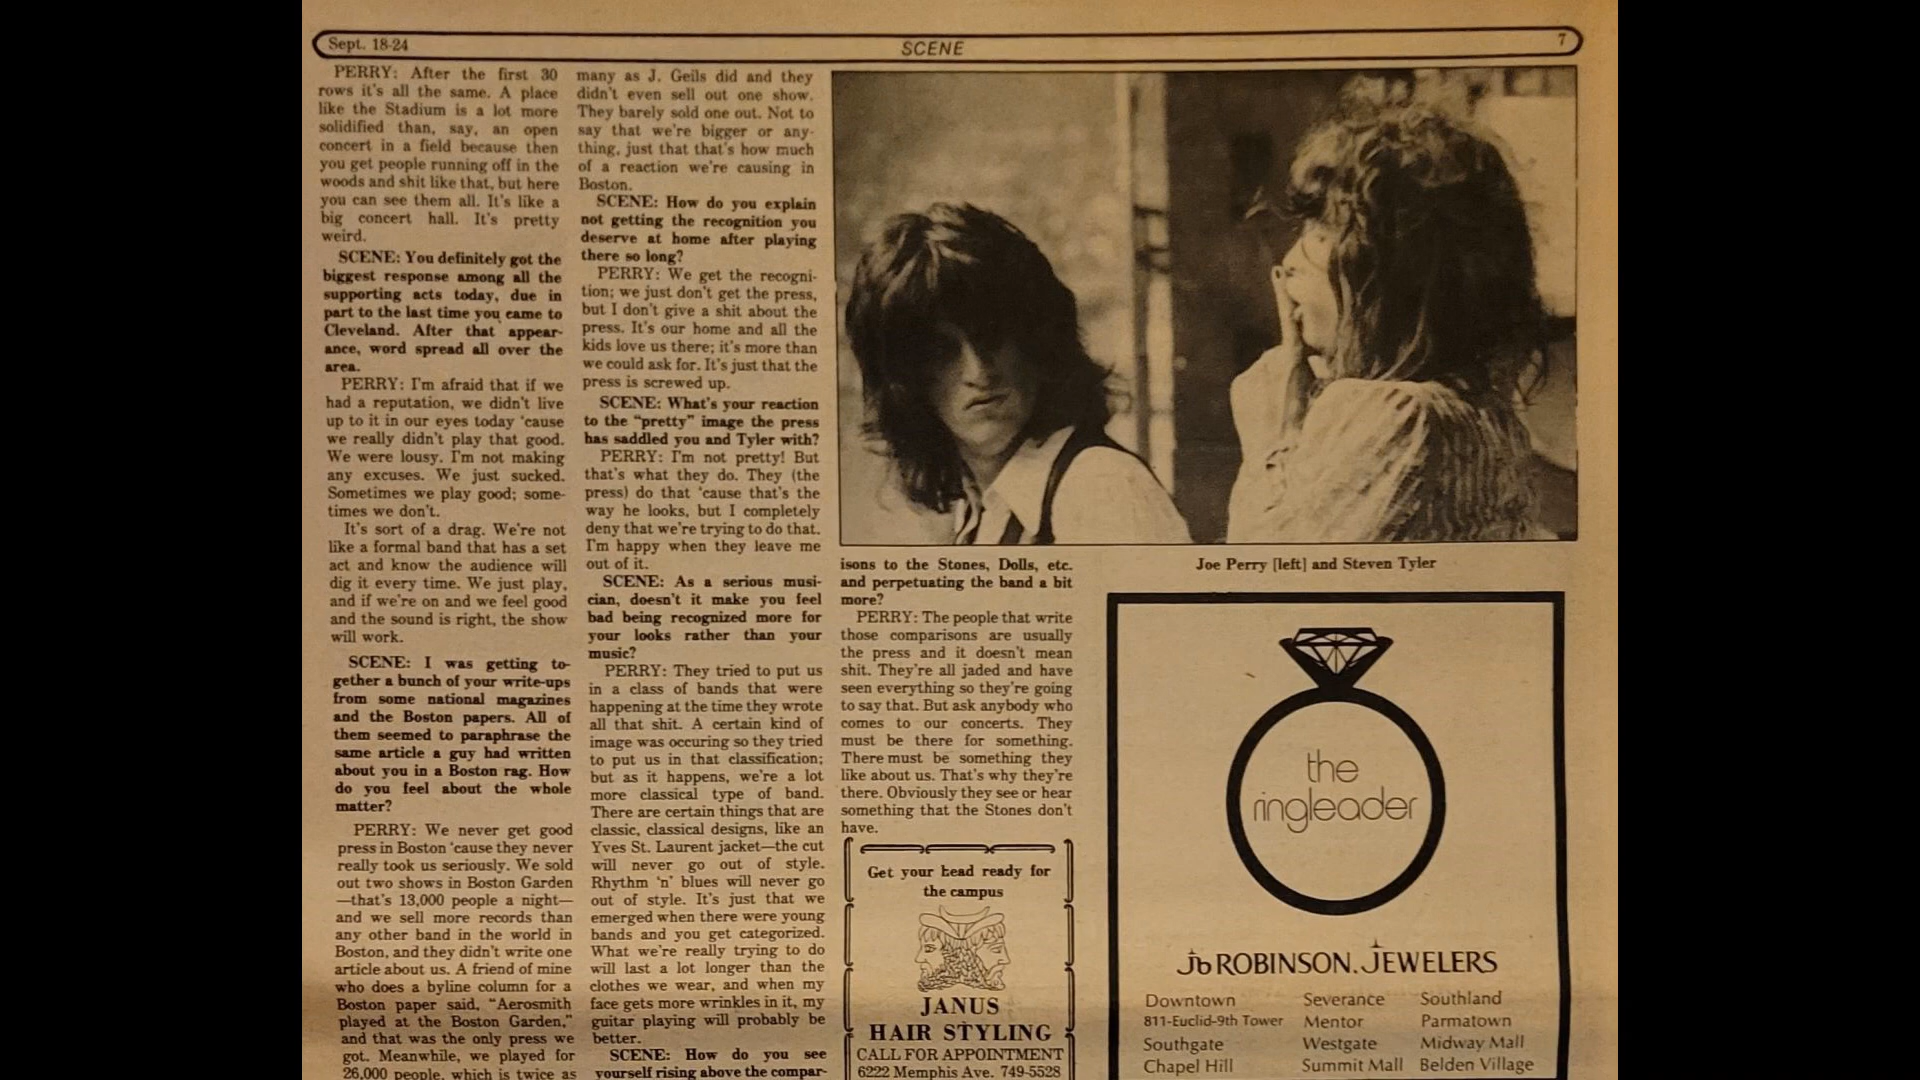 Sept. 18-24
SCENE
7
PERRY: After the first 30
rows it's all the same. A place
like the Stadium is a lot more
solidified than, say, an open
concert in a field because then
you get people running off in the
woods and shit like that, but here
you can see them all. It's like a
big concert hall. It's pretty
weird.
SCENE: You definitely got the
biggest response among all the
supporting acts today, due in
part to the last time you came to
Cleveland. After that appear-
ance, word spread all over the
area.
PERRY: I'm afraid that if we
had a reputation, we didn't live
up to it in our eyes today 'cause
we really didn't play that good.
We were lousy. I'm not making
any excuses. We just sucked.
Sometimes we play good; some-
times we don't.
It's sort of a drag. We're not
like a formal band that has a set
act and know the audience will
dig it every time. We just play,
and if we're on and we feel good
and the sound is right, the show
will work.
SCENE: I was getting to-
gether a bunch of your write-ups
from some national magazines
and the Boston papers. All of
them seemed to paraphrase the
same article a guy had written
about you in a Boston rag. How
do you feel about the whole
matter?
PERRY: We never get good
press in Boston 'cause they never
really took us seriously. We sold
out two shows in Boston Garden
—that's 13,000 people a night—
and we sell more records than
any other band in the world in
Boston, and they didn't write one
article about us. A friend of mine
who does a byline column for a
Boston paper said, "Aerosmith
played at the Boston Garden,"
and that was the only press we
got. Meanwhile, we played for
26,000 people, which is twice as
many as J. Geils did and they
didn't even sell out one show.
They barely sold one out. Not to
say that we're bigger or any-
thing, just that that's how much
of a reaction we're causing in
Boston.
SCENE: How do you explain
not getting the recognition you
deserve at home after playing
there so long?
PERRY: We get the recogni-
tion; we just don't get the press,
but I don't give a shit about the
press. It's our home and all the
kids love us there; it's more than
we could ask for. It's just that the
press is screwed up.
SCENE: What's your reaction
to the "pretty" image the press
has saddled you and Tyler with?
PERRY: I'm not pretty! But
that's what they do. They (the
press) do that 'cause that's the
way he looks, but I completely
deny that we're trying to do that.
I'm happy when they leave me
out of it.
SCENE: As a serious musi-
cian, doesn't it make you feel
bad being recognized more for
your looks rather than your
music?
PERRY: They tried to put us
in a class of bands that were
happening at the time they wrote
all that shit. A certain kind of
image was occuring so they tried
to put us in that classification;
but as it happens, we're a lot
more classical type of band.
There are certain things that are
classic, classical designs, like an
Yves St. Laurent jacket—the cut
will never go out of style.
Rhythm 'n' blues will never go
out of style. It's just that we
emerged when there were young
bands and you get categorized.
What we're really trying to do
will last a lot longer than the
clothes we wear, and when my
face gets more wrinkles in it, my
guitar playing will probably be
better.
SCENE: How do you see
yourself rising above the compar-
isons to the Stones, Dolls, etc.
and perpetuating the band a bit
more?
PERRY: The people that write
those comparisons are usually
the press and it doesn't mean
shit. They're all jaded and have
seen everything so they're going
to say that. But ask anybody who
comes to our concerts. They
must be there for something.
There must be something they
like about us. That's why they're
there. Obviously they see or hear
something that the Stones don't
have.
Joe Perry [left] and Steven Tyler
Get your head ready for
the campus
JANUS
HAIR STYLING
CALL FOR APPOINTMENT
6222 Memphis Ave. 749-5528
the
ringleader
jb ROBINSON. JEWELERS
Downtown Severance Southland
811-Euclid-9th Tower Mentor Parmatown
Southgate Westgate Midway Mall
Chapel Hill Summit Mall Belden Village